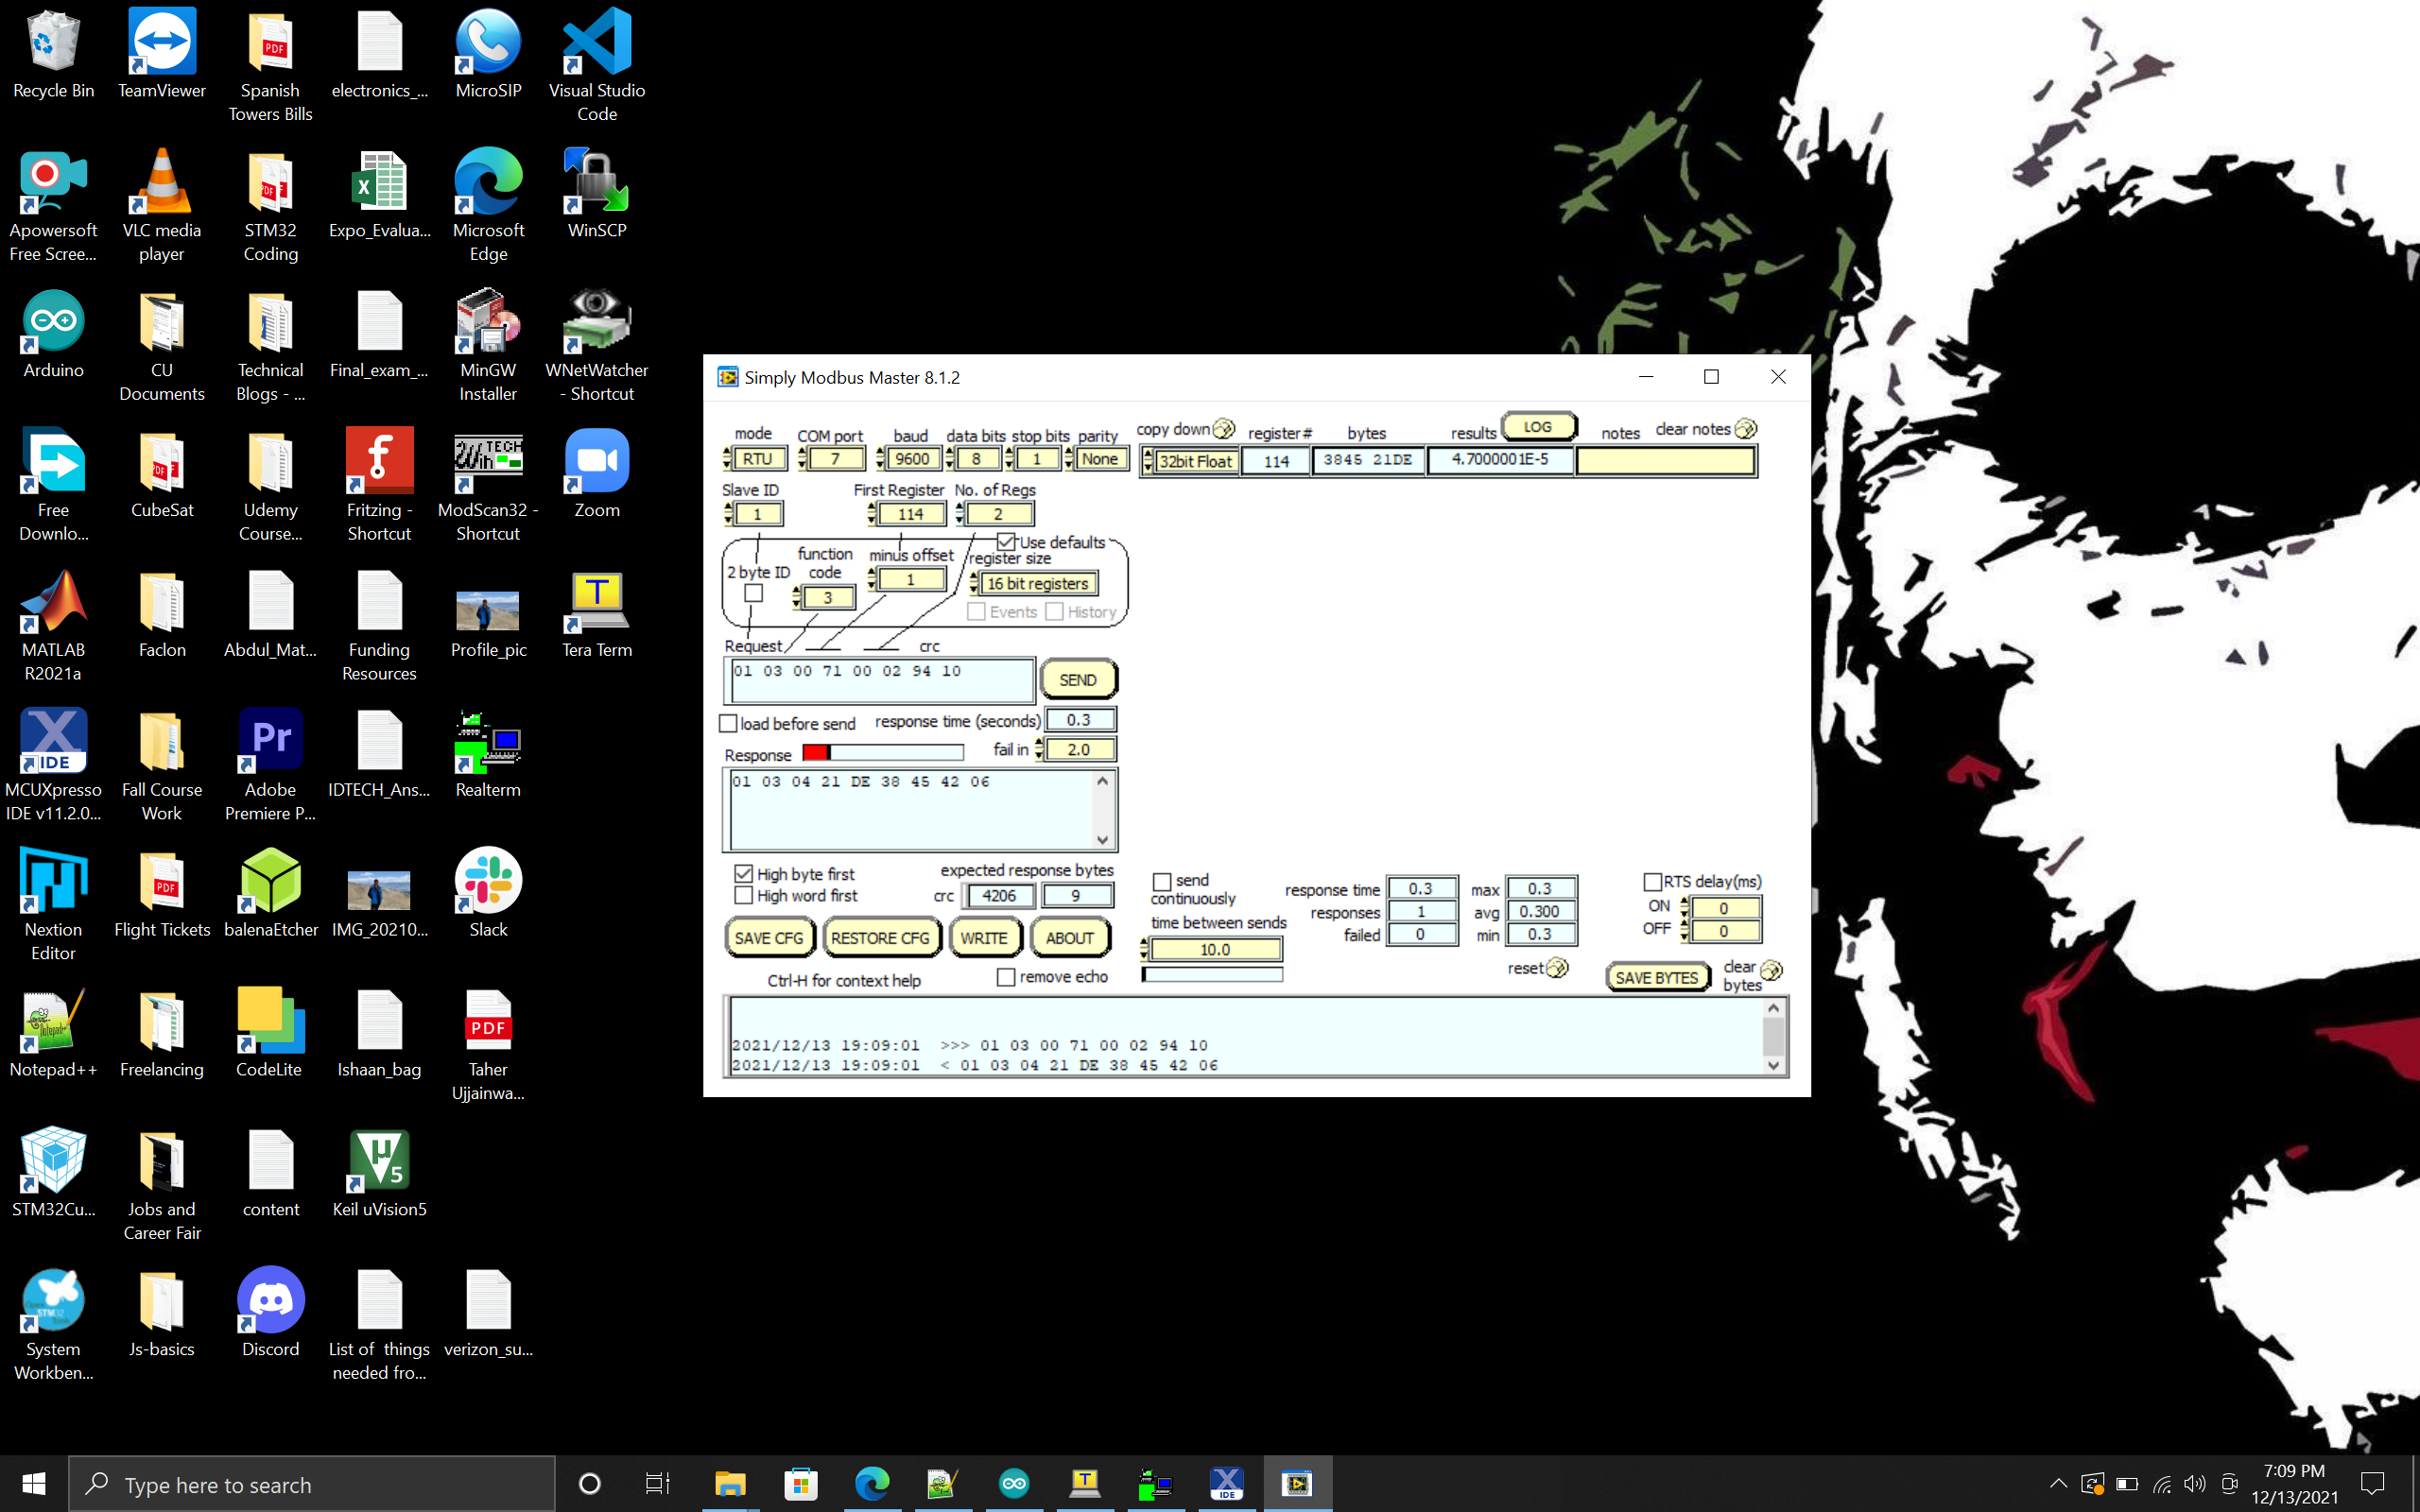 Recycle Bin
TeamViewer
Spanish
Towers Bills
electronics_...
MicroSIP
Visual Studio
Code
Apowersoft
Free Scree...
VLC media
player
STM32
Coding
Expo_Evalua...
Microsoft
Edge
WinSCP
Arduino
CU
Documents
Technical
Blogs - ...
Final_exam_...
MinGW
Installer
WNetWatcher
- Shortcut
Free
Downlo...
CubeSat
Udemy
Course...
Fritzing -
Shortcut
ModScan32 -
Shortcut
Zoom
MATLAB
R2021a
Faclon
Abdul_Mat...
Funding
Resources
Profile_pic
Tera Term
MCUXpresso
IDE v11.2.0...
Fall Course
Work
Adobe
Premiere P...
IDTECH_Ans...
Realterm
Nextion
Editor
Flight Tickets
balenaEtcher
IMG_20210...
Slack
Notepad++
Freelancing
CodeLite
Ishaan_bag
Taher
Ujjainwa...
STM32Cu...
Jobs and
Career Fair
content
Keil uVision5
System
Workben...
Js-basics
Discord
List of things
needed fro...
verizon_su...
Simply Modbus Master 8.1.2
mode COM port baud data bits stop bits parity copy down register# bytes results LOG notes clear notes
RTU 7 9600 8 1 None 32bit Float 114 3845 21DE 4.7000001E-5
Slave ID First Register No. of Regs
1 114 2
Use defaults
function
code
minus offset
register size
2 byte ID
3 1 16 bit registers
Events History
Request crc
01 03 00 71 00 02 94 10
SEND
load before send response time (seconds) 0.3
Response fail in 2.0
01 03 04 21 DE 38 45 42 06
High byte first expected response bytes
High word first crc 4206 9
SAVE CFG RESTORE CFG WRITE ABOUT
Ctrl-H for context help remove echo
send
continuously
time between sends
10.0
response time 0.3 max 0.3
responses 1 avg 0.300
failed 0 min 0.3
reset
RTS delay(ms)
ON 0
OFF 0
SAVE BYTES
clear
bytes
2021/12/13 19:09:01 >>> 01 03 00 71 00 02 94 10
2021/12/13 19:09:01 < 01 03 04 21 DE 38 45 42 06
Type here to search
7:09 PM
12/13/2021